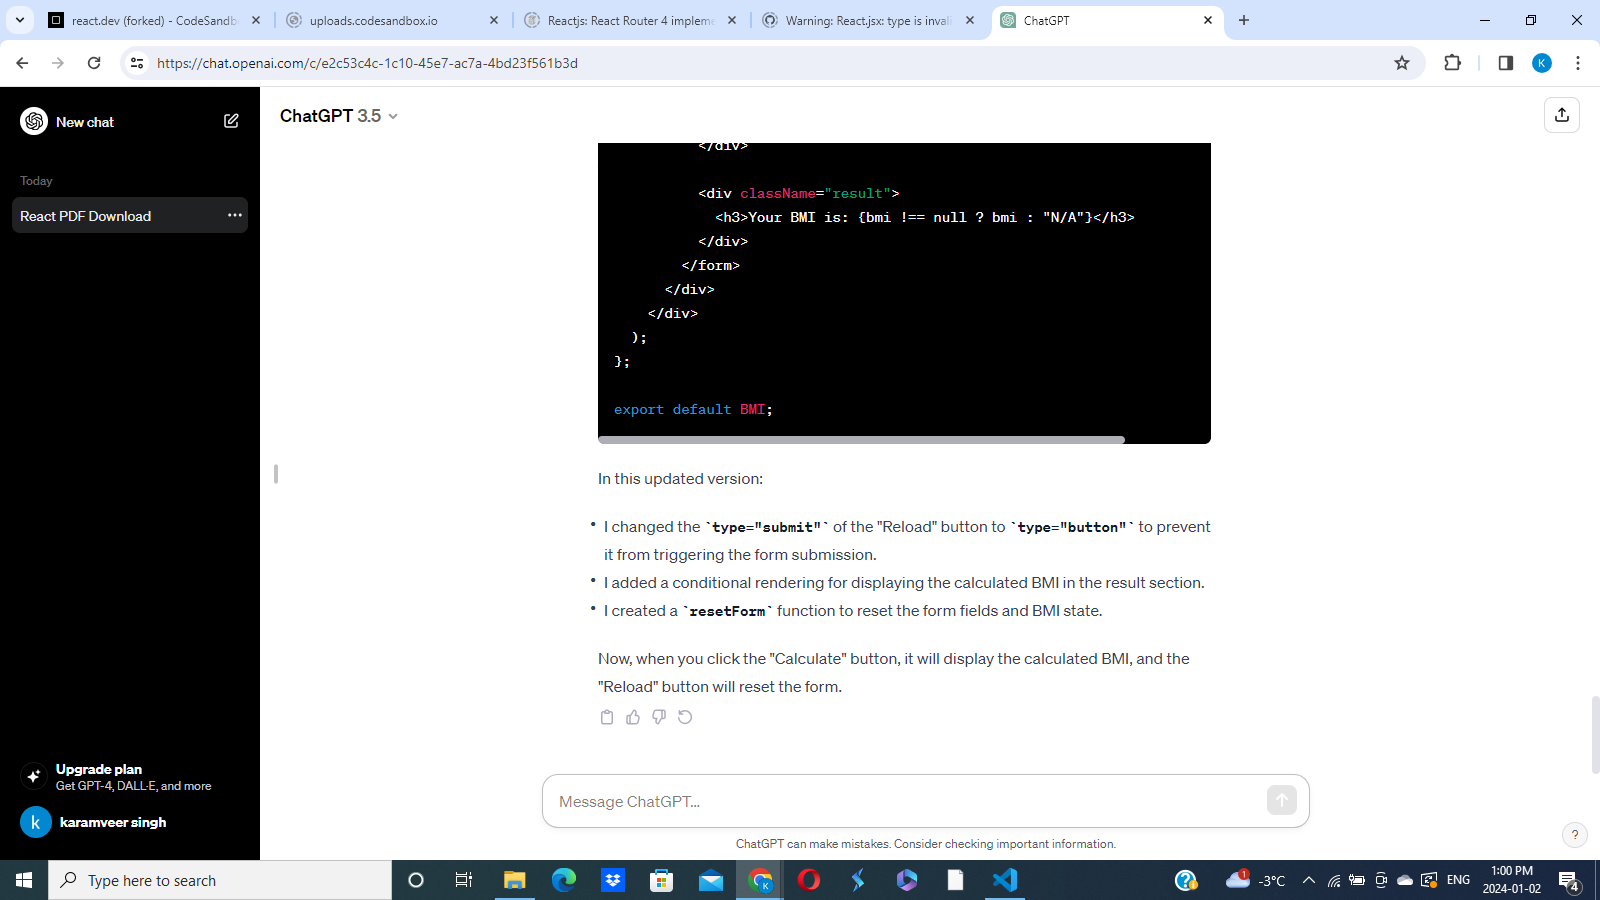 react.dev (forked) - CodeSandb
uploads.codesandbox.io
Reactjs: React Router 4 impleme
Warning: React.jsx: type is invali
ChatGPT
https://chat.openai.com/c/e2c53c4c-1c10-45e7-ac7a-4bd23f561b3d
K
New chat
ChatGPT 3.5
Today
React PDF Download
</div>
<div className="result">
<h3>Your BMI is: {bmi !== null ? bmi : "N/A"}</h3>
</div>
</form>
</div>
</div>
);
};
export default BMI;
In this updated version:
• I changed the `type="submit"` of the "Reload" button to `type="button"` to prevent
it from triggering the form submission.
• I added a conditional rendering for displaying the calculated BMI in the result section.
• I created a `resetForm` function to reset the form fields and BMI state.
Now, when you click the "Calculate" button, it will display the calculated BMI, and the
"Reload" button will reset the form.
Upgrade plan
Get GPT-4, DALL·E, and more
k
karamveer singh
Message ChatGPT…
ChatGPT can make mistakes. Consider checking important information.
?
Type here to search
K
1
-3°C
ENG
1:00 PM
2024-01-02
4